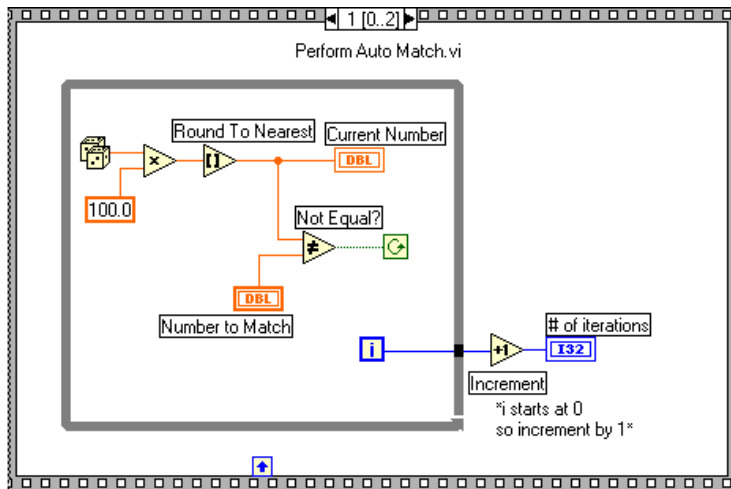 1 [0..2]
Perform Auto Match.vi
Round To Nearest
Current Number
x
[ ]
DBL
100.0
Not Equal?
≠
DBL
Number to Match
# of iterations
i
+1
I32
Increment
*i starts at 0
so increment by 1*